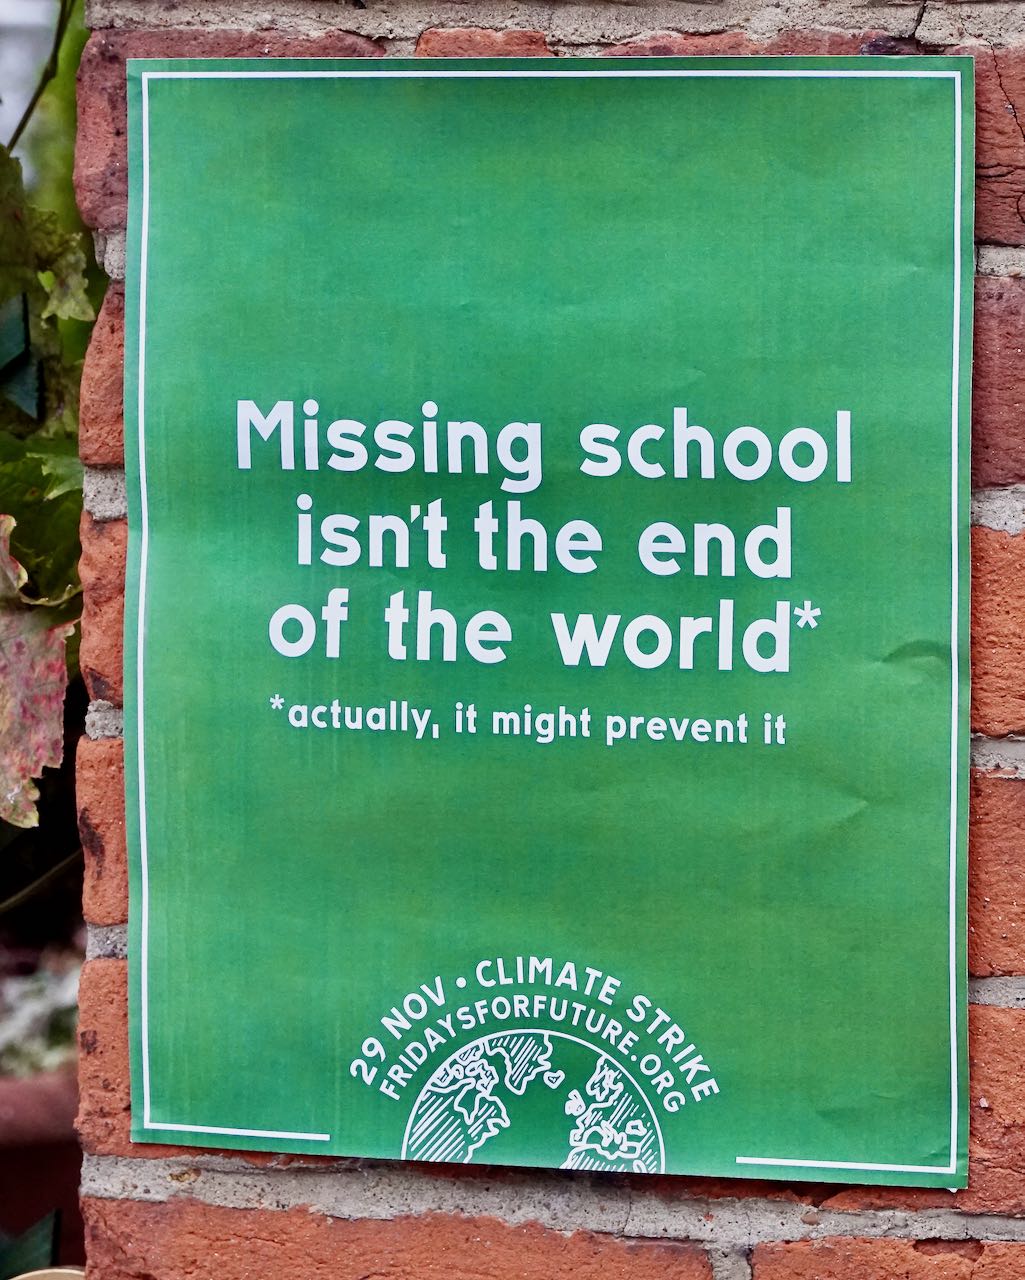 Missing school
isn't the end
of the world*
*actually, it might prevent it
29 NOV • CLIMATE STRIKE
FRIDAYSFORFUTURE.ORG